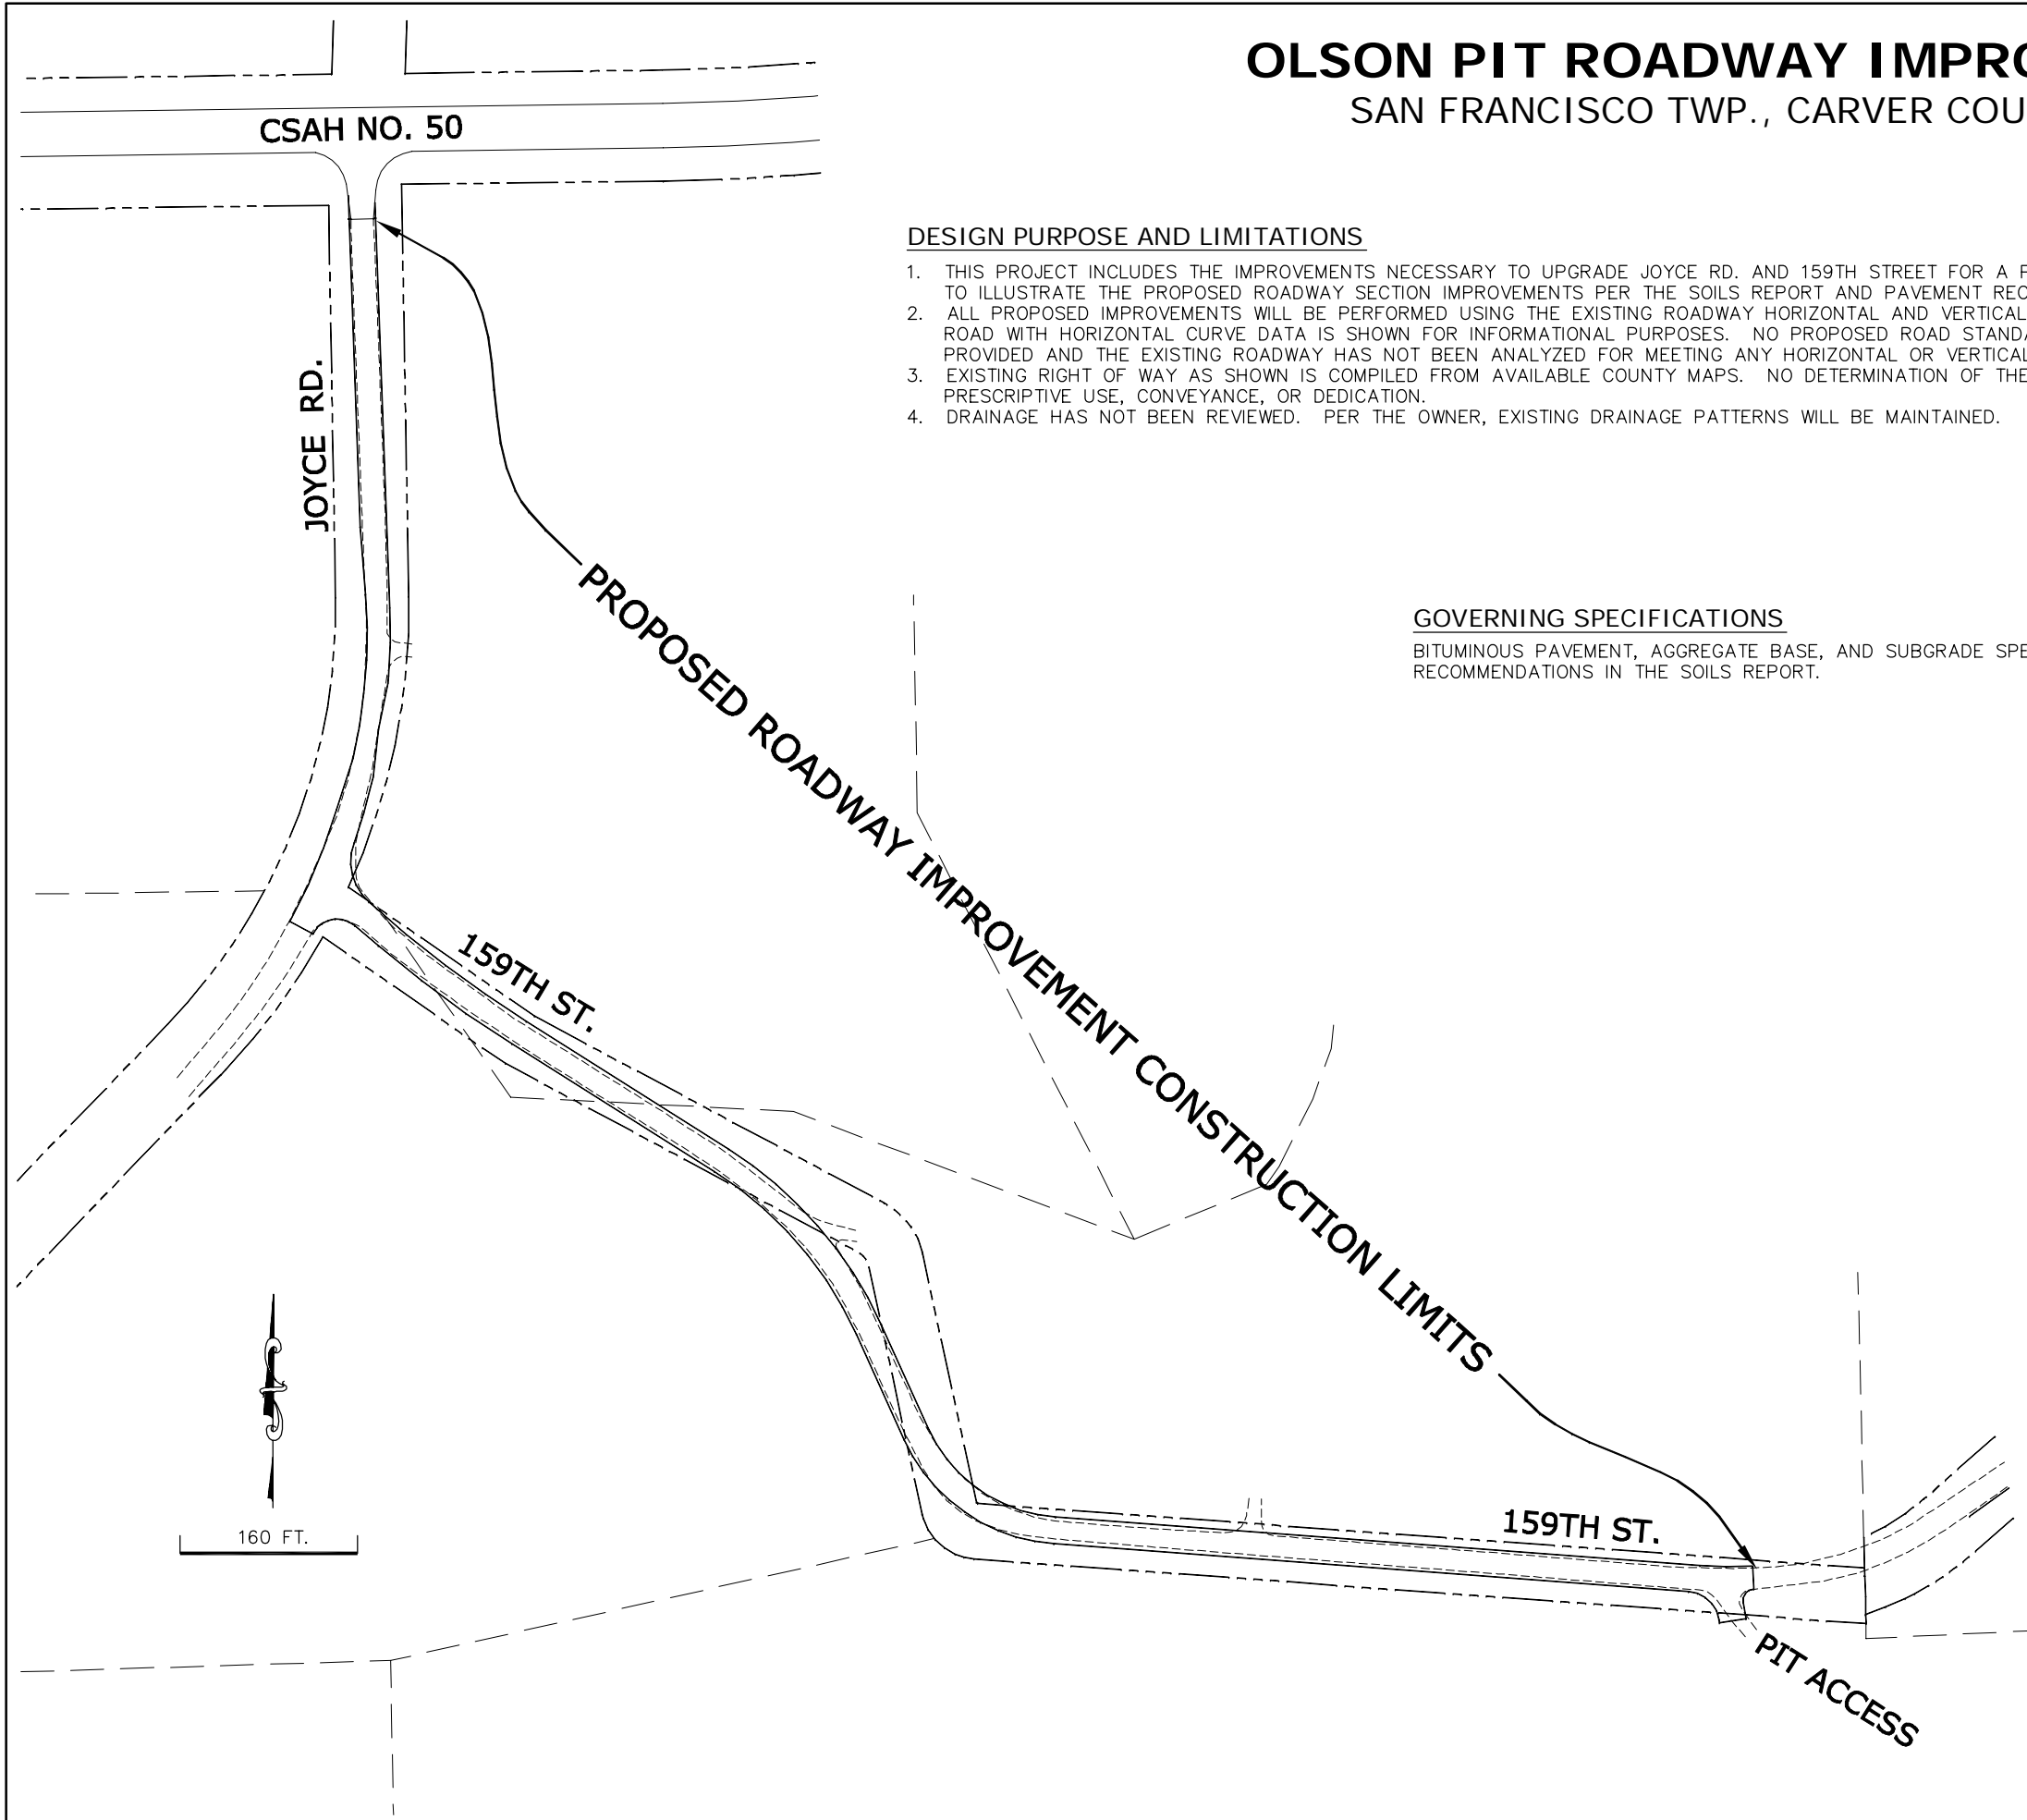 OLSON PIT ROADWAY
SAN FRANCISCO TWP., CARVER
CSAH NO. 50
DESIGN PURPOSE AND LIMITATIONS
1. THIS PROJECT INCLUDES THE IMPROVEMENTS NECESSARY TO UPGRADE JOYCE RD. AND 159TH STREET FOR A
TO ILLUSTRATE THE PROPOSED ROADWAY SECTION IMPROVEMENTS PER THE SOILS REPORT AND PAVEMENT
2. ALL PROPOSED IMPROVEMENTS WILL BE PERFORMED USING THE EXISTING ROADWAY HORIZONTAL AND VERTICAL
ROAD WITH HORIZONTAL CURVE DATA IS SHOWN FOR INFORMATIONAL PURPOSES. NO PROPOSED ROAD
PROVIDED AND THE EXISTING ROADWAY HAS NOT BEEN ANALYZED FOR MEETING ANY HORIZONTAL OR VERTICAL
3. EXISTING RIGHT OF WAY AS SHOWN IS COMPILED FROM AVAILABLE COUNTY MAPS. NO DETERMINATION OF THE
PRESCRIPTIVE USE, CONVEYANCE, OR DEDICATION.
4. DRAINAGE HAS NOT BEEN REVIEWED. PER THE OWNER, EXISTING DRAINAGE PATTERNS WILL BE MAINTAINED.
JOYCE RD.
PROPOSED ROADWAY IMPROVEMENT CONSTRUCTION LIMITS
GOVERNING SPECIFICATIONS
BITUMINOUS PAVEMENT, AGGREGATE BASE, AND SUBGRADE
RECOMMENDATIONS IN THE SOILS REPORT.
159TH ST.
160 FT.
159TH ST.
PIT ACCESS